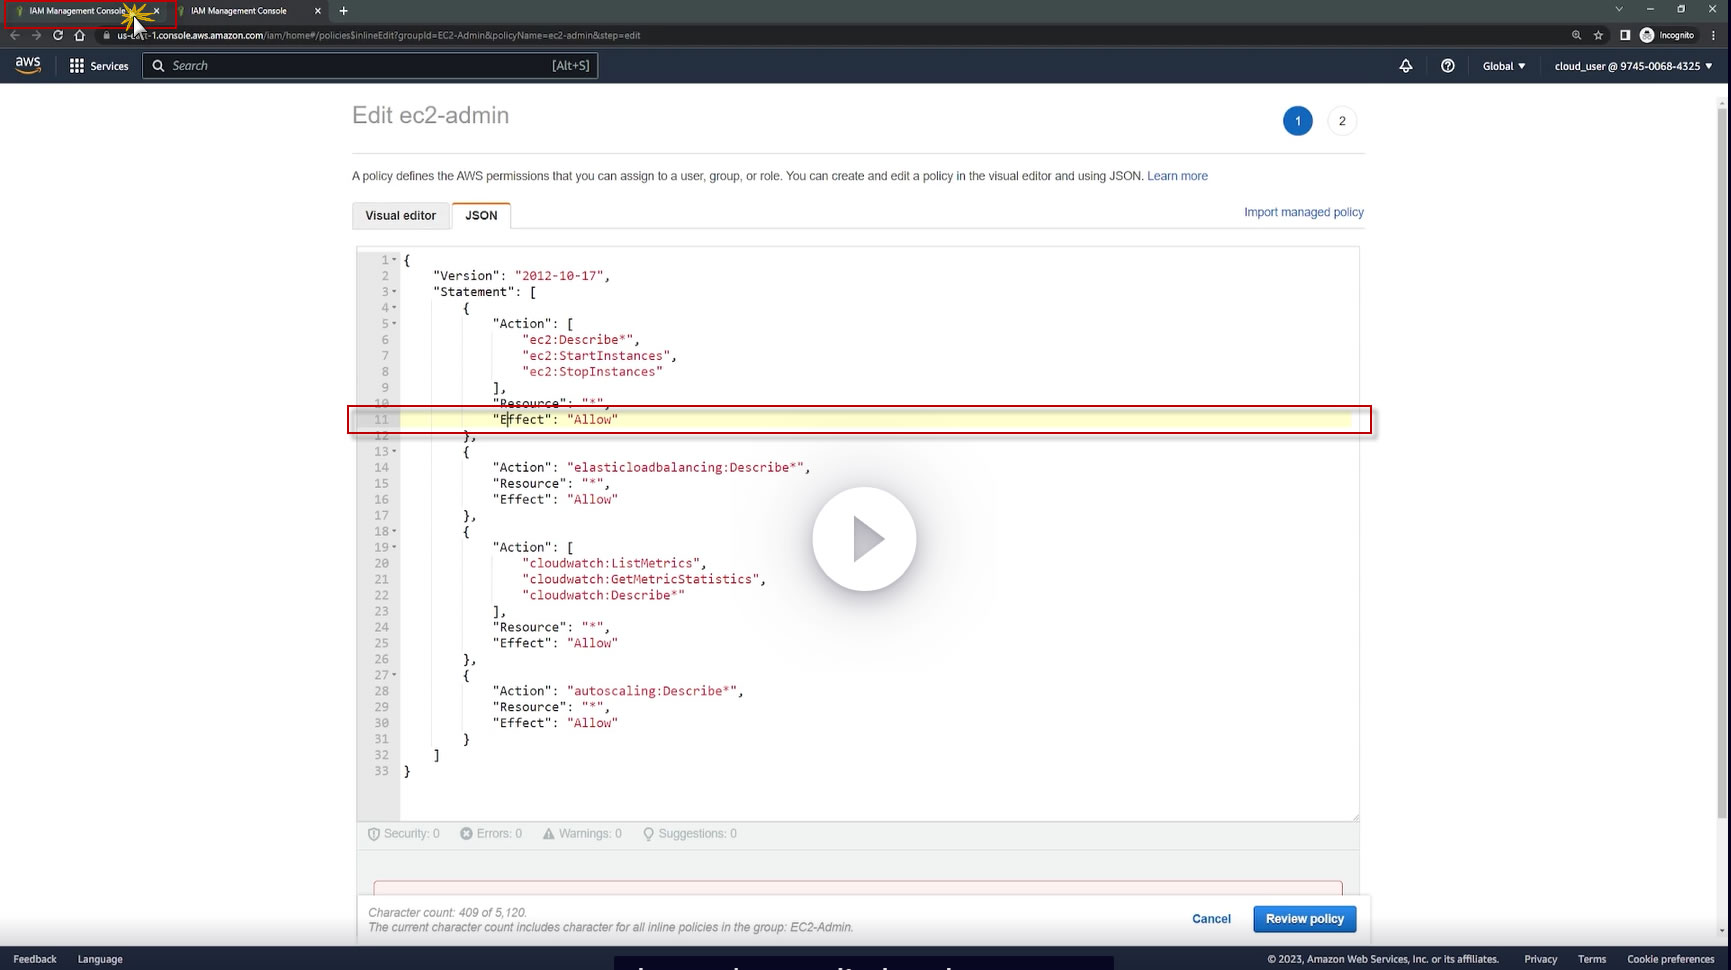 IAM Management Console
IAM Management Console
us-east-1.console.aws.amazon.com/iam/home#/policies$inlineEdit?groupId=EC2-Admin&policyName=ec2-admin&step=edit
Incognito
aws
Services
Search
[Alt+S]
Global
cloud_user @ 9745-0068-4325
Edit ec2-admin
1
2
A policy defines the AWS permissions that you can assign to a user, group, or role. You can create and edit a policy in the visual editor and using JSON. Learn more
Visual editor
JSON
Import managed policy
1 {
2 "Version": "2012-10-17",
3 "Statement": [
4 {
5 "Action": [
6 "ec2:Describe*",
7 "ec2:StartInstances",
8 "ec2:StopInstances"
9 ],
10 "Resource": "*",
11 "Effect": "Allow"
12 },
13 {
14 "Action": "elasticloadbalancing:Describe*",
15 "Resource": "*",
16 "Effect": "Allow"
17 },
18 {
19 "Action": [
20 "cloudwatch:ListMetrics",
21 "cloudwatch:GetMetricStatistics",
22 "cloudwatch:Describe*"
23 ],
24 "Resource": "*",
25 "Effect": "Allow"
26 },
27 {
28 "Action": "autoscaling:Describe*",
29 "Resource": "*",
30 "Effect": "Allow"
31 }
32 ]
33 }
Security: 0
Errors: 0
Warnings: 0
Suggestions: 0
Character count: 409 of 5,120.
The current character count includes character for all inline policies in the group: EC2-Admin.
Cancel
Review policy
Feedback
Language
© 2023, Amazon Web Services, Inc. or its affiliates.
Privacy
Terms
Cookie preferences